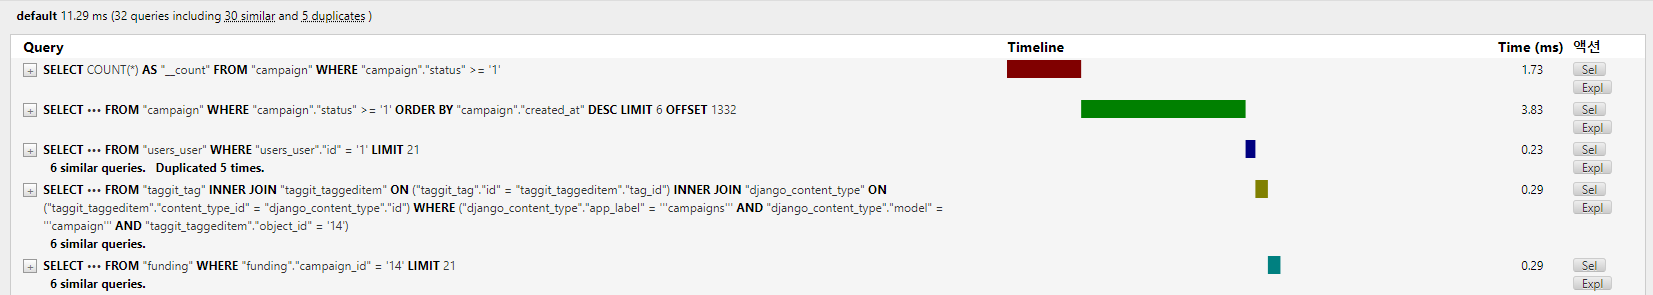 default 11.29 ms (32 queries including 30 similar and 5 duplicates )
Query Timeline Time (ms) 액션
+ SELECT COUNT(*) AS "__count" FROM "campaign" WHERE "campaign"."status" >= '1' 1.73 Sel
Expl
+ SELECT ••• FROM "campaign" WHERE "campaign"."status" >= '1' ORDER BY "campaign"."created_at" DESC LIMIT 6 OFFSET 1332 3.83 Sel
Expl
+ SELECT ••• FROM "users_user" WHERE "users_user"."id" = '1' LIMIT 21 0.23 Sel
6 similar queries. Duplicated 5 times. Expl
+ SELECT ••• FROM "taggit_tag" INNER JOIN "taggit_taggeditem" ON ("taggit_tag"."id" = "taggit_taggeditem"."tag_id") INNER JOIN "django_content_type" ON 0.29 Sel
("taggit_taggeditem"."content_type_id" = "django_content_type"."id") WHERE ("django_content_type"."app_label" = '''campaigns''' AND "django_content_type"."model" = Expl
'''campaign''' AND "taggit_taggeditem"."object_id" = '14')
6 similar queries.
+ SELECT ••• FROM "funding" WHERE "funding"."campaign_id" = '14' LIMIT 21 0.29 Sel
6 similar queries. Expl